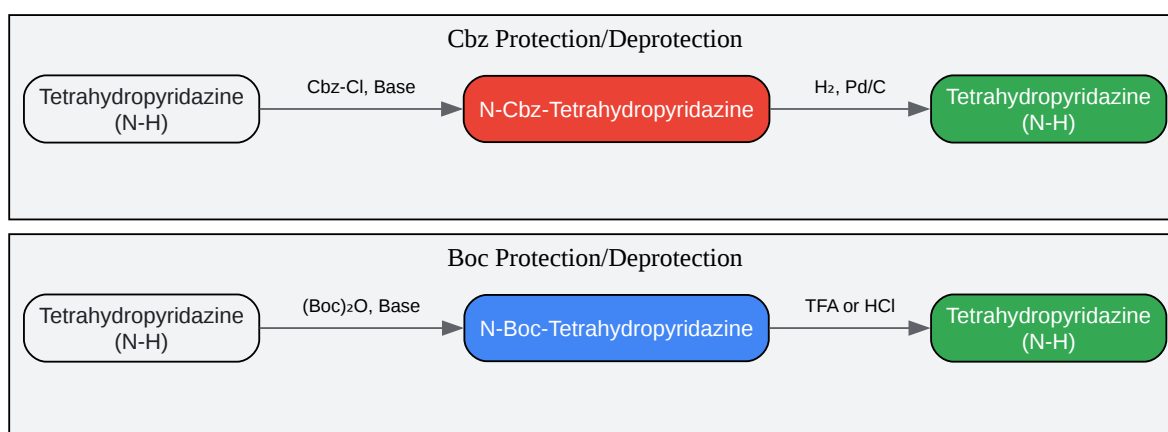 Cbz Protection/Deprotection
Tetrahydropyridazine
(N-H)
Cbz-Cl, Base
N-Cbz-Tetrahydropyridazine
H₂, Pd/C
Tetrahydropyridazine
(N-H)
Boc Protection/Deprotection
Tetrahydropyridazine
(N-H)
(Boc)₂O, Base
N-Boc-Tetrahydropyridazine
TFA or HCl
Tetrahydropyridazine
(N-H)